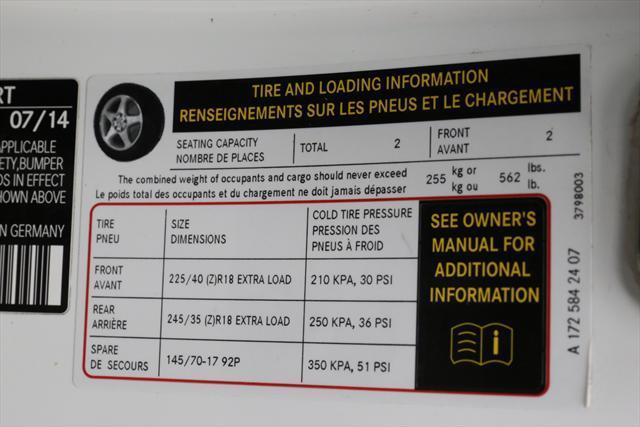 RT
07/14
APPLICABLE
ETY,BUMPER
DS IN EFFECT
HOWN ABOVE
N GERMANY
TIRE AND LOADING INFORMATION
RENSEIGNEMENTS SUR LES PNEUS ET LE CHARGEMENT
SEATING CAPACITY
NOMBRE DE PLACES
TOTAL 2
FRONT
AVANT
2
The combined weight of occupants and cargo should never exceed
Le poids total des occupants et du chargement ne doit jamais dépasser
255 kg or
kg ou
562 lbs.
lb.
TIRE
PNEU
SIZE
DIMENSIONS
COLD TIRE PRESSURE
PRESSION DES
PNEUS À FROID
FRONT
AVANT
225/40 (Z)R18 EXTRA LOAD
210 KPA, 30 PSI
REAR
ARRIÈRE
245/35 (Z)R18 EXTRA LOAD
250 KPA, 36 PSI
SPARE
DE SECOURS
145/70-17 92P
350 KPA, 51 PSI
SEE OWNER'S
MANUAL FOR
ADDITIONAL
INFORMATION
3798003
A 172 584 24 07